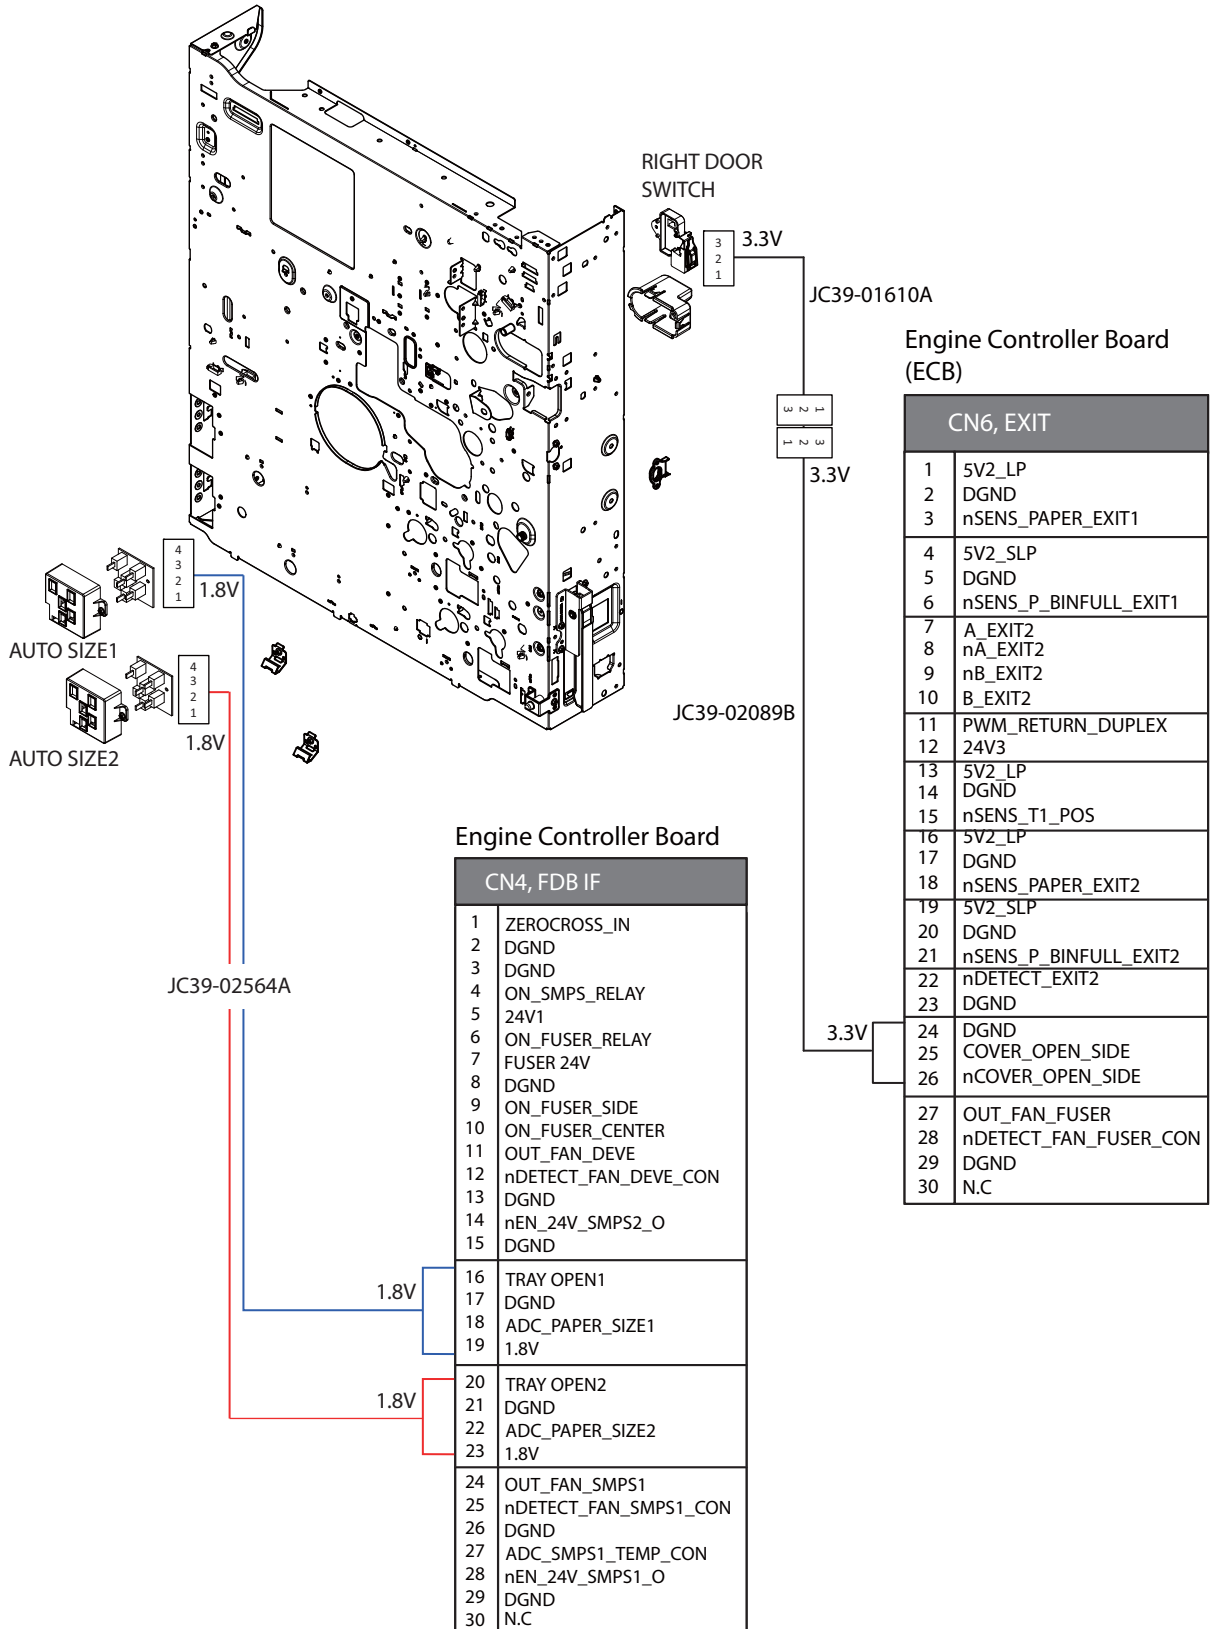 RIGHT DOOR
SWITCH
3
2
1
3.3V
JC39-01610A
Engine Controller Board
(ECB)
3 2 1
1 2 3
3.3V
CN6, EXIT
1 5V2_LP
2 DGND
3 nSENS_PAPER_EXIT1
4 5V2_SLP
5 DGND
6 nSENS_P_BINFULL_EXIT1
7 A_EXIT2
8 nA_EXIT2
9 nB_EXIT2
10 B_EXIT2
11 PWM_RETURN_DUPLEX
12 24V3
13 5V2_LP
14 DGND
15 nSENS_T1_POS
16 5V2_LP
17 DGND
18 nSENS_PAPER_EXIT2
19 5V2_SLP
20 DGND
21 nSENS_P_BINFULL_EXIT2
22 nDETECT_EXIT2
23 DGND
3.3V
24 DGND
25 COVER_OPEN_SIDE
26 nCOVER_OPEN_SIDE
27 OUT_FAN_FUSER
28 nDETECT_FAN_FUSER_CON
29 DGND
30 N.C
4
3
2
1
1.8V
AUTO SIZE1
4
3
2
1
1.8V
AUTO SIZE2
JC39-02089B
JC39-02564A
Engine Controller Board
CN4, FDB IF
1 ZEROCROSS_IN
2 DGND
3 DGND
4 ON_SMPS_RELAY
5 24V1
6 ON_FUSER_RELAY
7 FUSER 24V
8 DGND
9 ON_FUSER_SIDE
10 ON_FUSER_CENTER
11 OUT_FAN_DEVE
12 nDETECT_FAN_DEVE_CON
13 DGND
14 nEN_24V_SMPS2_O
15 DGND
1.8V
16 TRAY OPEN1
17 DGND
18 ADC_PAPER_SIZE1
19 1.8V
1.8V
20 TRAY OPEN2
21 DGND
22 ADC_PAPER_SIZE2
23 1.8V
24 OUT_FAN_SMPS1
25 nDETECT_FAN_SMPS1_CON
26 DGND
27 ADC_SMPS1_TEMP_CON
28 nEN_24V_SMPS1_O
29 DGND
30 N.C